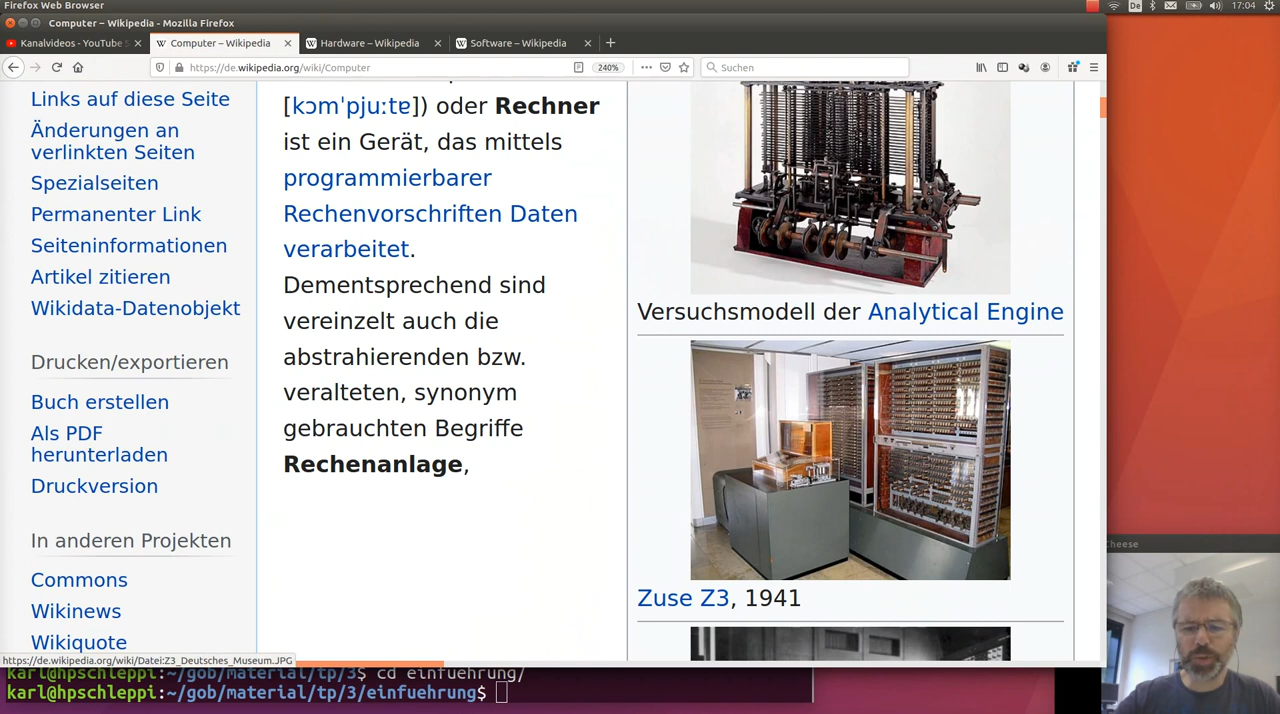 Firefox Web Browser
De
17:04
Computer – Wikipedia - Mozilla Firefox
Kanalvideos - YouTube S
Computer – Wikipedia
Hardware – Wikipedia
Software – Wikipedia
https://de.wikipedia.org/wiki/Computer
240%
Suchen
Links auf diese Seite
Änderungen an
verlinkten Seiten
Spezialseiten
Permanenter Link
Seiteninformationen
Artikel zitieren
Wikidata-Datenobjekt
Drucken/exportieren
Buch erstellen
Als PDF
herunterladen
Druckversion
In anderen Projekten
Commons
Wikinews
Wikiquote
[kɔmˈpjuːtɐ]) oder Rechner
ist ein Gerät, das mittels
programmierbarer
Rechenvorschriften Daten
verarbeitet.
Dementsprechend sind
vereinzelt auch die
abstrahierenden bzw.
veralteten, synonym
gebrauchten Begriffe
Rechenanlage,
Versuchsmodell der Analytical Engine
Zuse Z3, 1941
https://de.wikipedia.org/wiki/Datei:Z3_Deutsches_Museum.JPG
karl@hpschleppi:~/gob/material/tp/3$ cd einfuehrung/
karl@hpschleppi:~/gob/material/tp/3/einfuehrung$
Cheese